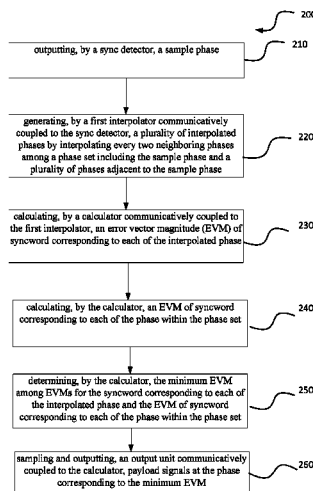 200
outputting, by a sync detector, a sample phase
210
generating, by a first interpolator communicatively
coupled to the sync detector, a plurality of interpolated
phases by interpolating every two neighboring phases
among a phase set including the sample phase and a
plurality of phases adjacent to the sample phase
220
calculating, by a calculator communicatively coupled to
the first interpolator, an error vector magnitude (EVM) of
syncword corresponding to each of the interpolated phase
230
calculating, by the calculator, an EVM of syncword
corresponding to each of the phase within the phase set
240
determining, by the calculator, the minimum EVM
among EVMs for the syncword corresponding to each of
the interpolated phase and the EVM of syncword
corresponding to each of the phase within the phase set
250
sampling and outputting, an output unit communicatively
coupled to the calculator, payload signals at the phase
corresponding to the minimum EVM
260